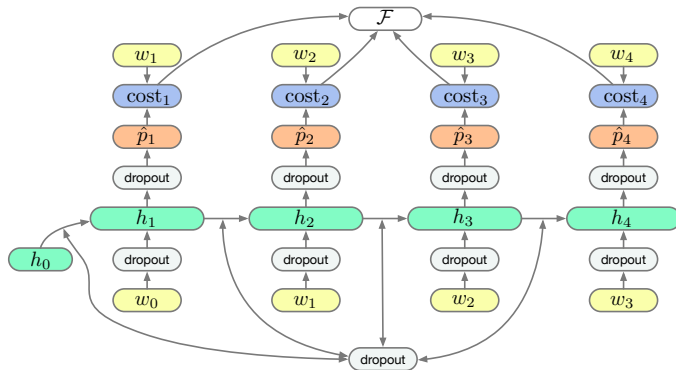 ℱ
w₁ w₂ w₃ w₄
cost₁ cost₂ cost₃ cost₄
p̂₁ p̂₂ p̂₃ p̂₄
dropout dropout dropout dropout
h₁ h₂ h₃ h₄
h₀ dropout dropout dropout dropout
w₀ w₁ w₂ w₃
dropout